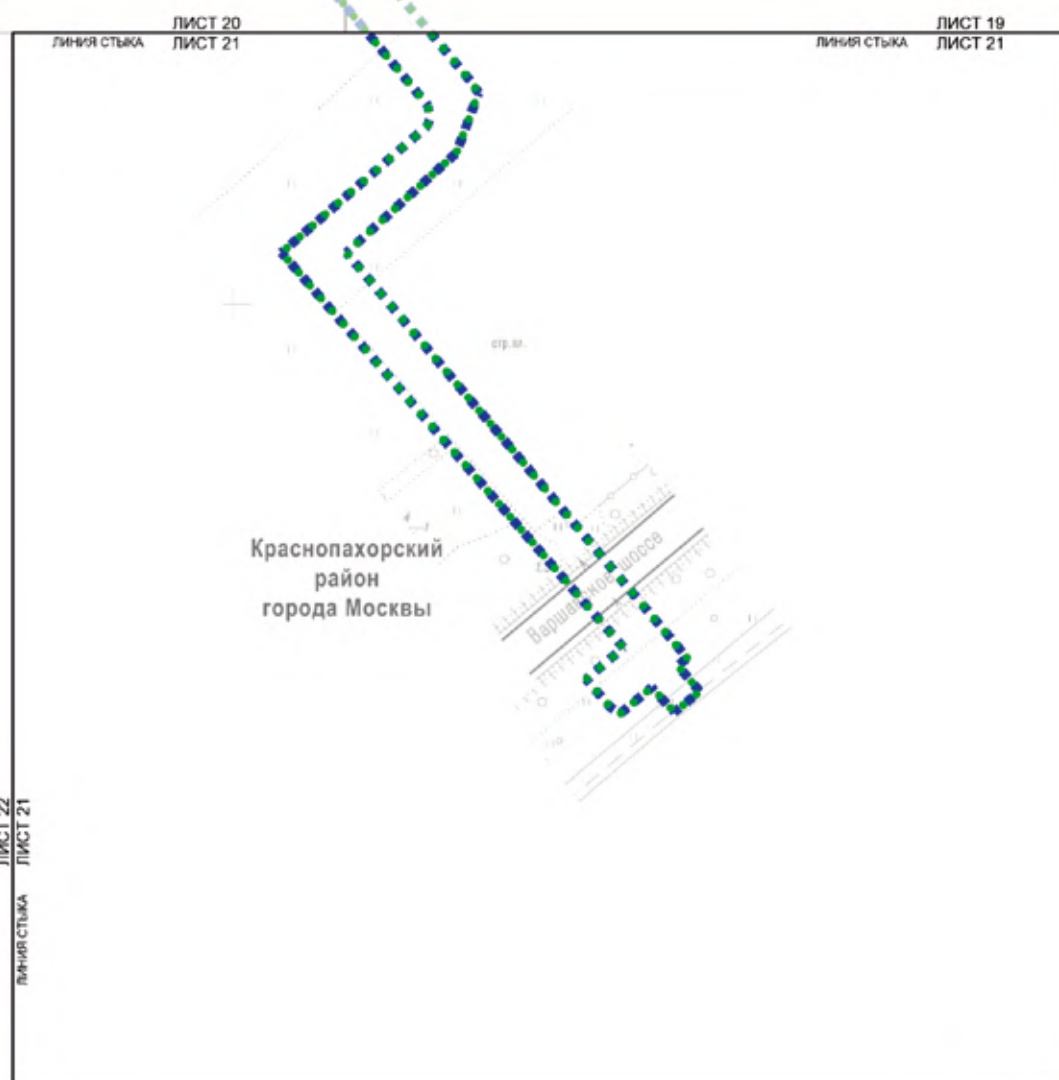 ЛИСТ 20
ЛИНИЯ СТЫКА ЛИСТ 21
ЛИСТ 19
ЛИНИЯ СТЫКА ЛИСТ 21
стр.пл.
Краснопахорский
район
города Москвы
Варшавское шоссе
ЛИСТ 22
ЛИСТ 21
ЛИНИЯ СТЫКА